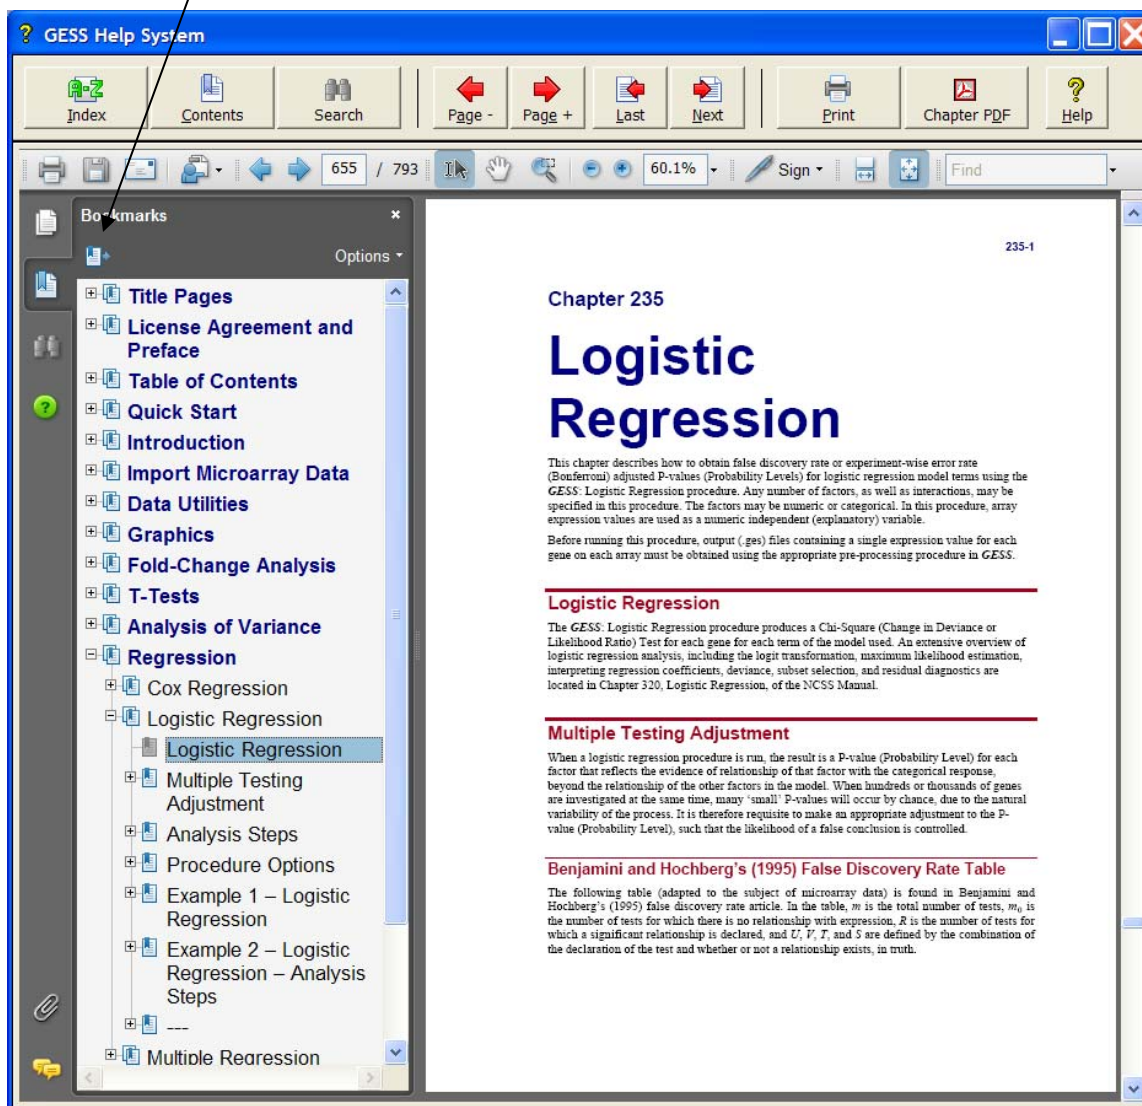 GESS Help System
Index
Contents
Search
Page -
Page +
Last
Next
Print
Chapter PDF
Help
655 / 793
60.1%
Sign
Find
Bookmarks
Options
Title Pages
License Agreement and
Preface
Table of Contents
Quick Start
Introduction
Import Microarray Data
Data Utilities
Graphics
Fold-Change Analysis
T-Tests
Analysis of Variance
Regression
Cox Regression
Logistic Regression
Logistic Regression
Multiple Testing
Adjustment
Analysis Steps
Procedure Options
Example 1 – Logistic
Regression
Example 2 – Logistic
Regression – Analysis
Steps
---
Multiple Regression
235-1
Chapter 235
Logistic
Regression
This chapter describes how to obtain false discovery rate or experiment-wise error rate
(Bonferroni) adjusted P-values (Probability Levels) for logistic regression model terms using the
GESS: Logistic Regression procedure. Any number of factors, as well as interactions, may be
specified in this procedure. The factors may be numeric or categorical. In this procedure, array
expression values are used as a numeric independent (explanatory) variable.
Before running this procedure, output (.ges) files containing a single expression value for each
gene on each array must be obtained using the appropriate pre-processing procedure in GESS.
Logistic Regression
The GESS: Logistic Regression procedure produces a Chi-Square (Change in Deviance or
Likelihood Ratio) Test for each gene for each term of the model used. An extensive overview of
logistic regression analysis, including the logit transformation, maximum likelihood estimation,
interpreting regression coefficients, deviance, subset selection, and residual diagnostics are
located in Chapter 320, Logistic Regression, of the NCSS Manual.
Multiple Testing Adjustment
When a logistic regression procedure is run, the result is a P-value (Probability Level) for each
factor that reflects the evidence of relationship of that factor with the categorical response,
beyond the relationship of the other factors in the model. When hundreds or thousands of genes
are investigated at the same time, many ‘small’ P-values will occur by chance, due to the natural
variability of the process. It is therefore requisite to make an appropriate adjustment to the P-
value (Probability Level), such that the likelihood of a false conclusion is controlled.
Benjamini and Hochberg's (1995) False Discovery Rate Table
The following table (adapted to the subject of microarray data) is found in Benjamini and
Hochberg's (1995) false discovery rate article. In the table, m is the total number of tests, m₀ is
the number of tests for which there is no relationship with expression, R is the number of tests for
which a significant relationship is declared, and U, V, T, and S are defined by the combination of
the declaration of the test and whether or not a relationship exists, in truth.